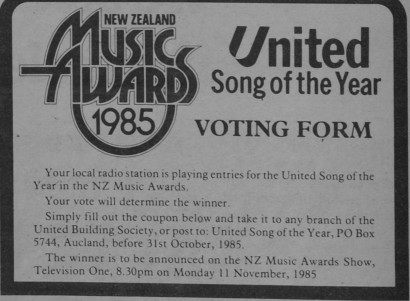 NEW ZEALAND
MUSIC
AWARDS
1985
United
Song of the Year
VOTING FORM
Your local radio station is playing entries for the United Song of the
Year in the NZ Music Awards.
Your vote will determine the winner.
Simply fill out the coupon below and take it to any branch of the
United Building Society, or post to: United Song of the Year, PO Box
5744, Aucland, before 31st October, 1985.
The winner is to be announced on the NZ Music Awards Show,
Television One, 8.30pm on Monday 11 November, 1985